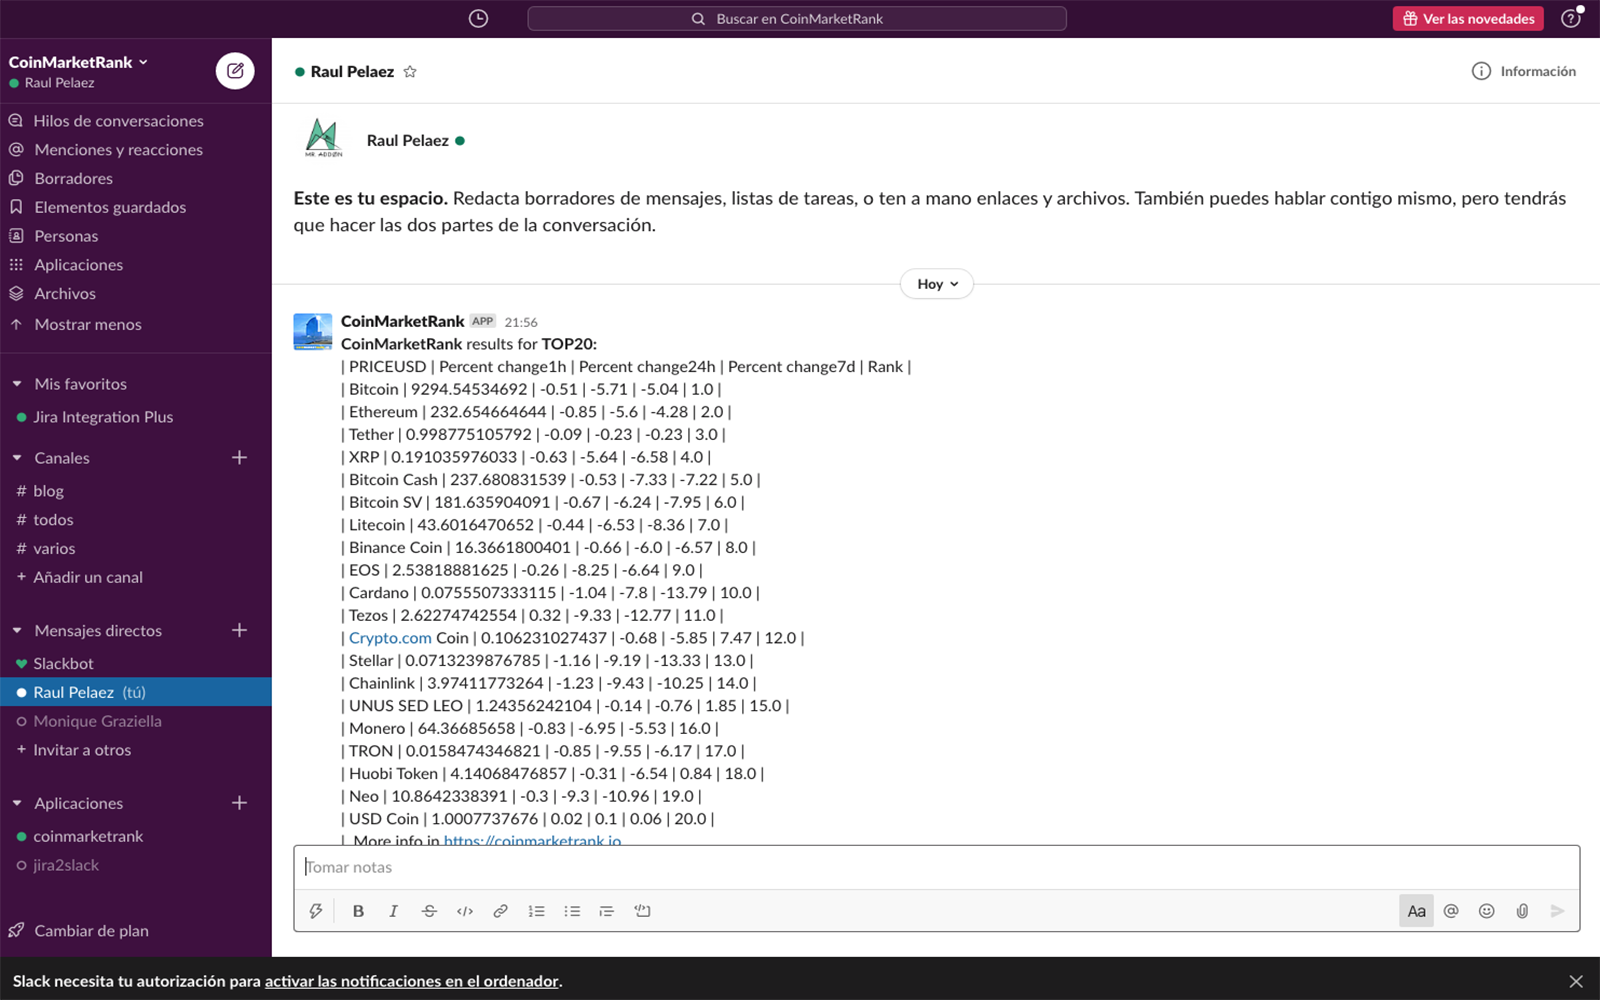 Buscar en CoinMarketRank
Ver las novedades
CoinMarketRank
Raul Pelaez
Hilos de conversaciones
Menciones y reacciones
Borradores
Elementos guardados
Personas
Aplicaciones
Archivos
Mostrar menos
Mis favoritos
Jira Integration Plus
Canales
# blog
# todos
# varios
+ Añadir un canal
Mensajes directos
Slackbot
Raul Pelaez (tú)
Monique Graziella
+ Invitar a otros
Aplicaciones
coinmarketrank
jira2slack
Cambiar de plan
Raul Pelaez
Información
MR. ADDON
Raul Pelaez
Este es tu espacio. Redacta borradores de mensajes, listas de tareas, o ten a mano enlaces y archivos. También puedes hablar contigo mismo, pero tendrás
que hacer las dos partes de la conversación.
Hoy
CoinMarketRank APP 21:56
CoinMarketRank results for TOP20:
| PRICEUSD | Percent change1h | Percent change24h | Percent change7d | Rank |
| Bitcoin | 9294.54534692 | -0.51 | -5.71 | -5.04 | 1.0 |
| Ethereum | 232.654664644 | -0.85 | -5.6 | -4.28 | 2.0 |
| Tether | 0.998775105792 | -0.09 | -0.23 | -0.23 | 3.0 |
| XRP | 0.191035976033 | -0.63 | -5.64 | -6.58 | 4.0 |
| Bitcoin Cash | 237.680831539 | -0.53 | -7.33 | -7.22 | 5.0 |
| Bitcoin SV | 181.635904091 | -0.67 | -6.24 | -7.95 | 6.0 |
| Litecoin | 43.6016470652 | -0.44 | -6.53 | -8.36 | 7.0 |
| Binance Coin | 16.3661800401 | -0.66 | -6.0 | -6.57 | 8.0 |
| EOS | 2.53818881625 | -0.26 | -8.25 | -6.64 | 9.0 |
| Cardano | 0.0755507333115 | -1.04 | -7.8 | -13.79 | 10.0 |
| Tezos | 2.62274742554 | 0.32 | -9.33 | -12.77 | 11.0 |
| Crypto.com Coin | 0.106231027437 | -0.68 | -5.85 | 7.47 | 12.0 |
| Stellar | 0.0713239876785 | -1.16 | -9.19 | -13.33 | 13.0 |
| Chainlink | 3.97411773264 | -1.23 | -9.43 | -10.25 | 14.0 |
| UNUS SED LEO | 1.24356242104 | -0.14 | -0.76 | 1.85 | 15.0 |
| Monero | 64.36685658 | -0.83 | -6.95 | -5.53 | 16.0 |
| TRON | 0.0158474346821 | -0.85 | -9.55 | -6.17 | 17.0 |
| Huobi Token | 4.14068476857 | -0.31 | -6.54 | 0.84 | 18.0 |
| Neo | 10.8642338391 | -0.3 | -9.3 | -10.96 | 19.0 |
| USD Coin | 1.0007737676 | 0.02 | 0.1 | 0.06 | 20.0 |
| More info in https://coinmarketrank.io
Tomar notas
B I S Aa @
Slack necesita tu autorización para activar las notificaciones en el ordenador.